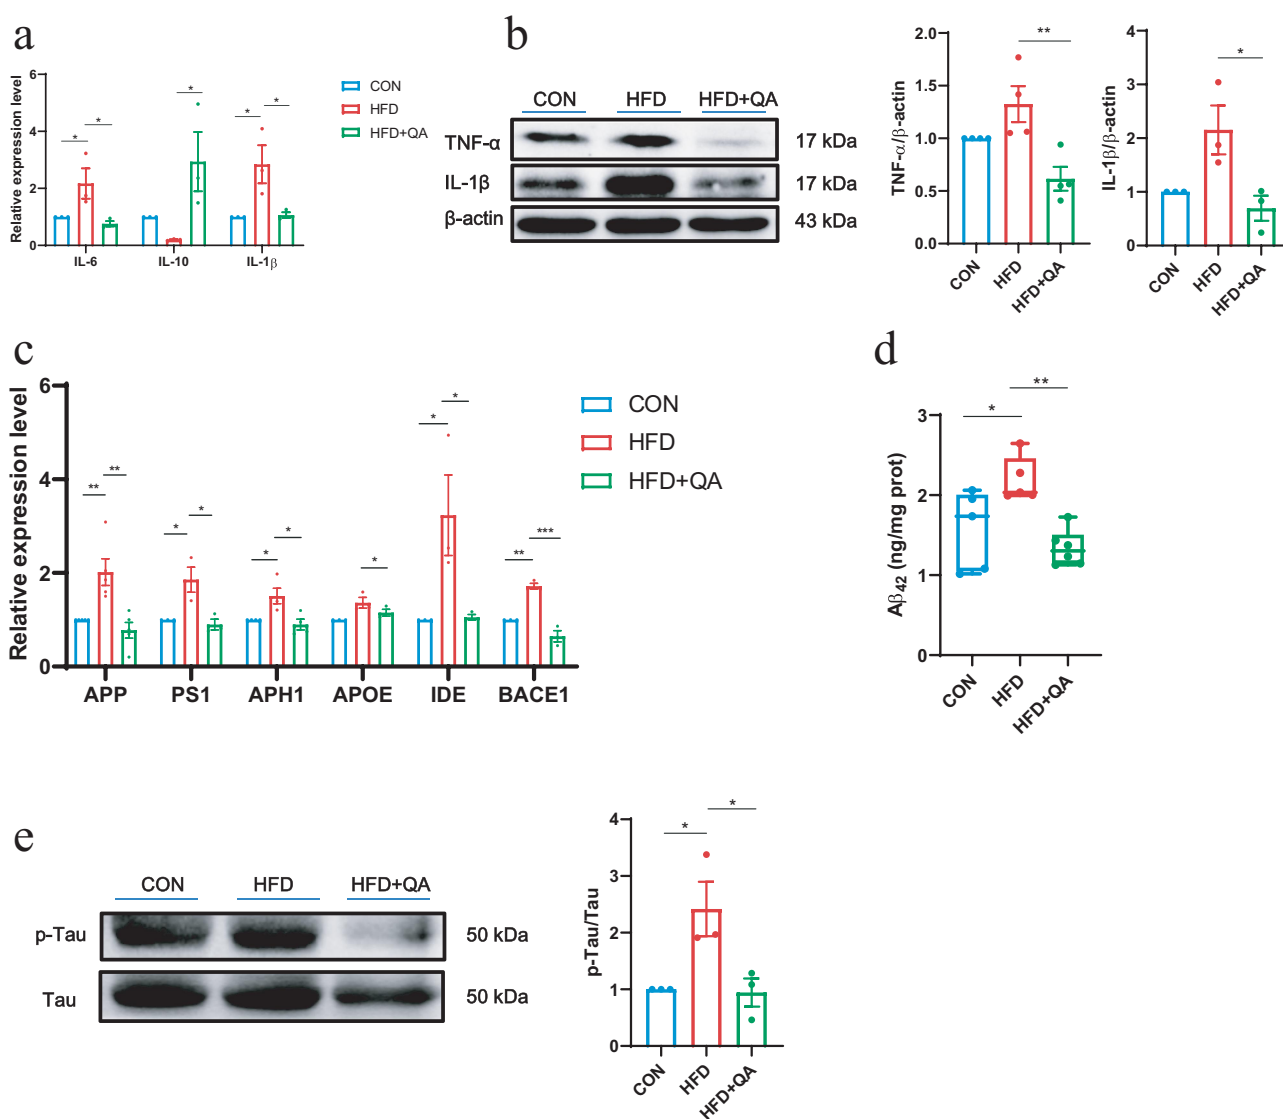 a
Relative expression level
6
4
2
0
* * * * *
IL-6 IL-10 IL-1β
CON
HFD
HFD+QA
b
CON HFD HFD+QA
TNF-α 17 kDa
IL-1β 17 kDa
β-actin 43 kDa
TNF-α/β-actin
2.0
1.5
1.0
0.5
0.0
**
CON HFD HFD+QA
IL-1β/β-actin
4
3
2
1
0
*
CON HFD HFD+QA
c
Relative expression level
6
4
2
0
** ** * * * * * * * ** ***
APP PS1 APH1 APOE IDE BACE1
CON
HFD
HFD+QA
d
Aβ42 (ng/mg prot)
3
2
1
0
* **
CON HFD HFD+QA
e
CON HFD HFD+QA
p-Tau 50 kDa
Tau 50 kDa
p-Tau/Tau
4
3
2
1
0
* *
CON HFD HFD+QA